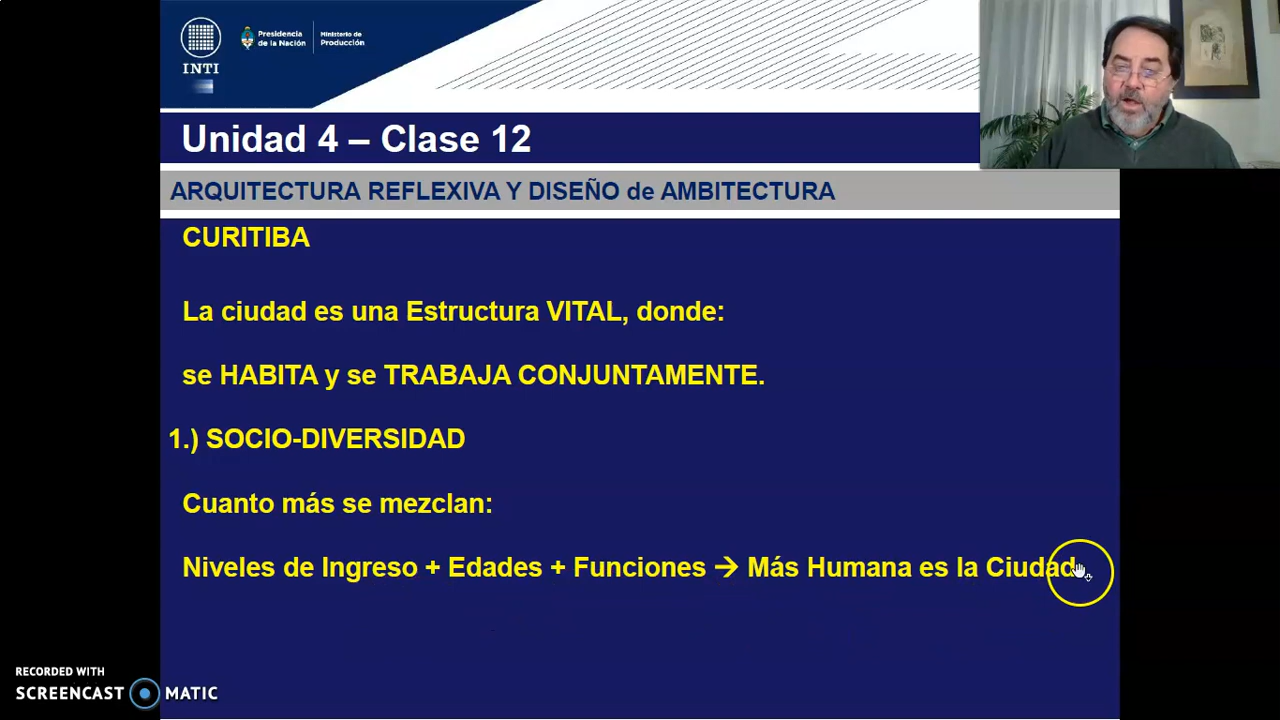 INTI
Presidencia
de la Nación
Ministerio de
Producción
Unidad 4 – Clase 12
ARQUITECTURA REFLEXIVA Y DISEÑO de AMBITECTURA
CURITIBA
La ciudad es una Estructura VITAL, donde:
se HABITA y se TRABAJA CONJUNTAMENTE.
1.) SOCIO-DIVERSIDAD
Cuanto más se mezclan:
Niveles de Ingreso + Edades + Funciones → Más Humana es la Ciudad
RECORDED WITH
SCREENCAST MATIC